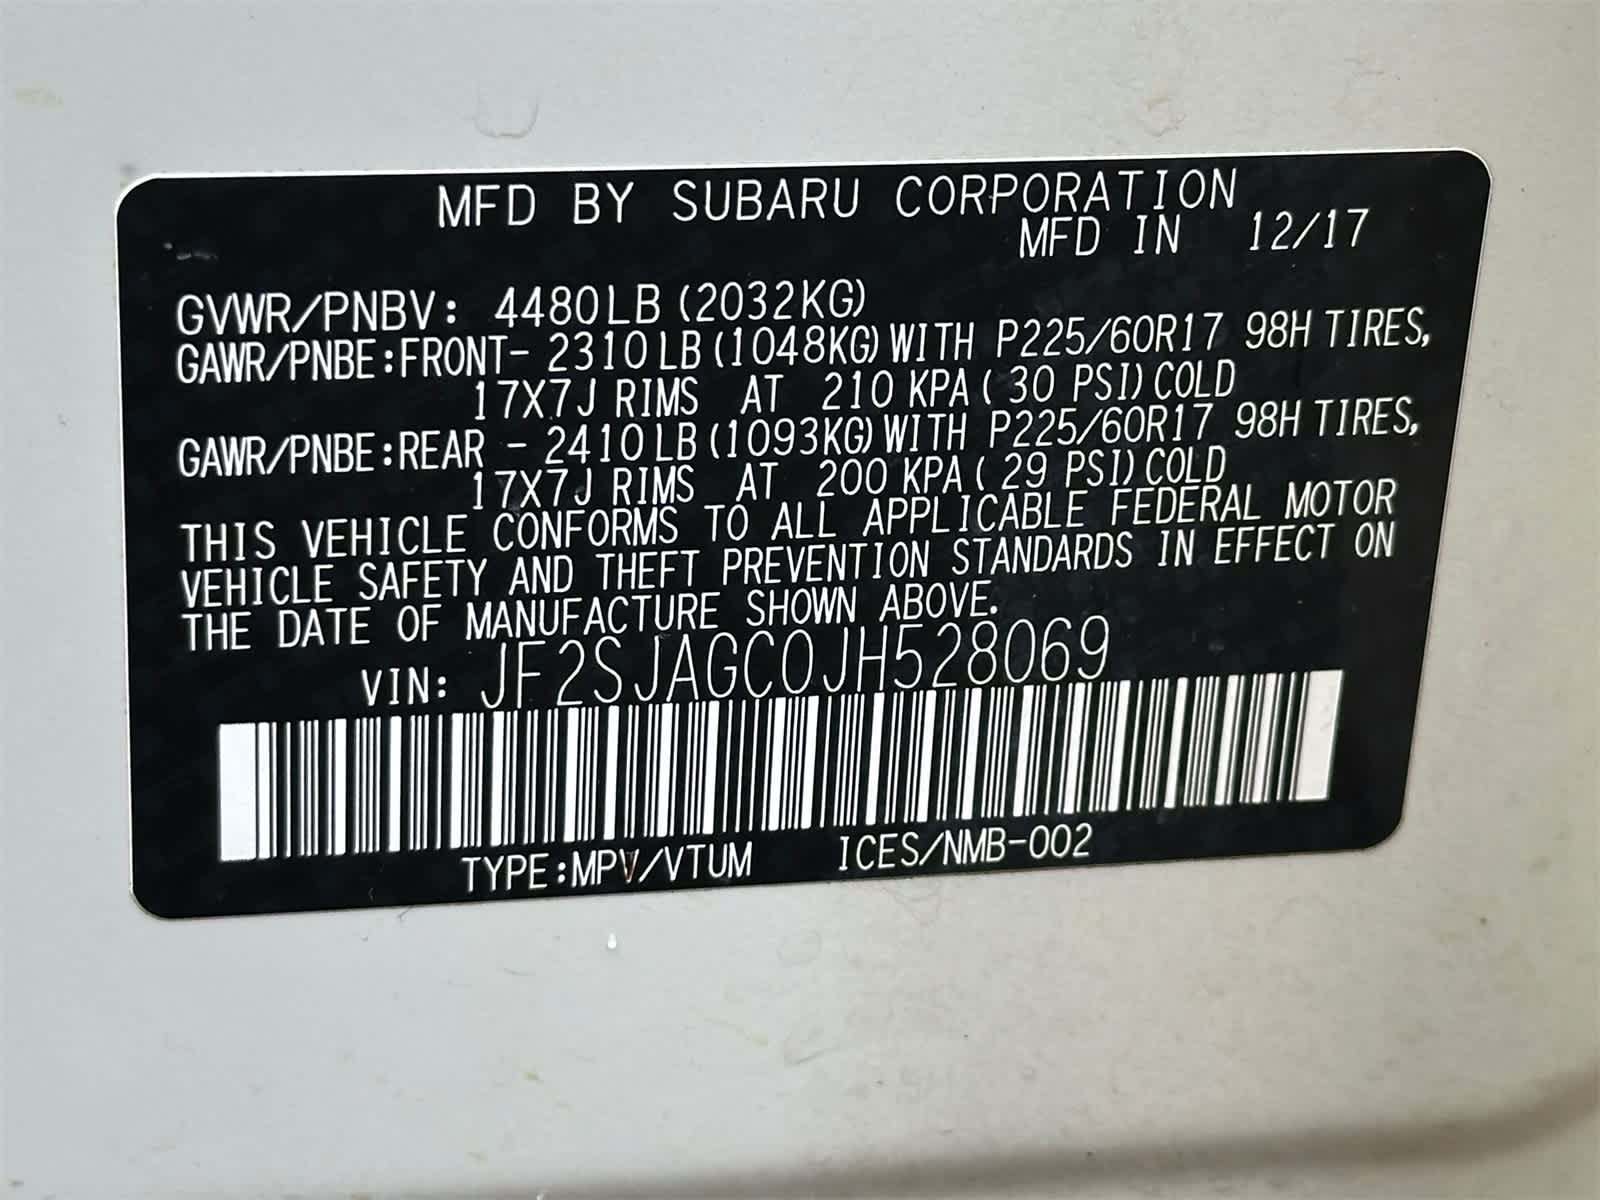 MFD BY SUBARU CORPORATION
MFD IN 12/17
GVWR/PNBV: 4480LB (2032KG)
GAWR/PNBE:FRONT- 2310LB (1048KG) WITH P225/60R17 98H TIRES,
17X7J RIMS AT 210 KPA ( 30 PSI) COLD
GAWR/PNBE:REAR - 2410LB (1093KG) WITH P225/60R17 98H TIRES,
17X7J RIMS AT 200 KPA ( 29 PSI) COLD
THIS VEHICLE CONFORMS TO ALL APPLICABLE FEDERAL MOTOR
VEHICLE SAFETY AND THEFT PREVENTION STANDARDS IN EFFECT ON
THE DATE OF MANUFACTURE SHOWN ABOVE.
VIN: JF2SJAGC0JH528069
TYPE:MPV/VTUM ICES/NMB-002